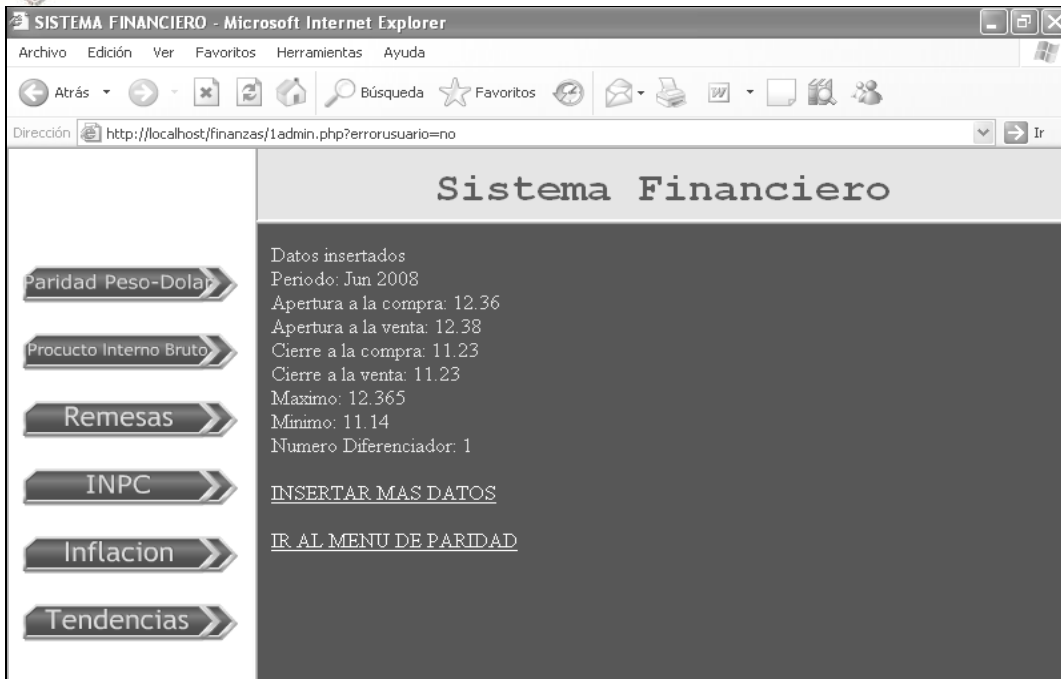 SISTEMA FINANCIERO - Microsoft Internet Explorer
Archivo Edición Ver Favoritos Herramientas Ayuda
Atrás Búsqueda Favoritos
Dirección http://localhost/finanzas/1admin.php?errorusuario=no Ir
Sistema Financiero
Paridad Peso-Dolar
Procucto Interno Bruto
Remesas
INPC
Inflacion
Tendencias
Datos insertados
Periodo: Jun 2008
Apertura a la compra: 12.36
Apertura a la venta: 12.38
Cierre a la compra: 11.23
Cierre a la venta: 11.23
Maximo: 12.365
Minimo: 11.14
Numero Diferenciador: 1
INSERTAR MAS DATOS
IR AL MENU DE PARIDAD